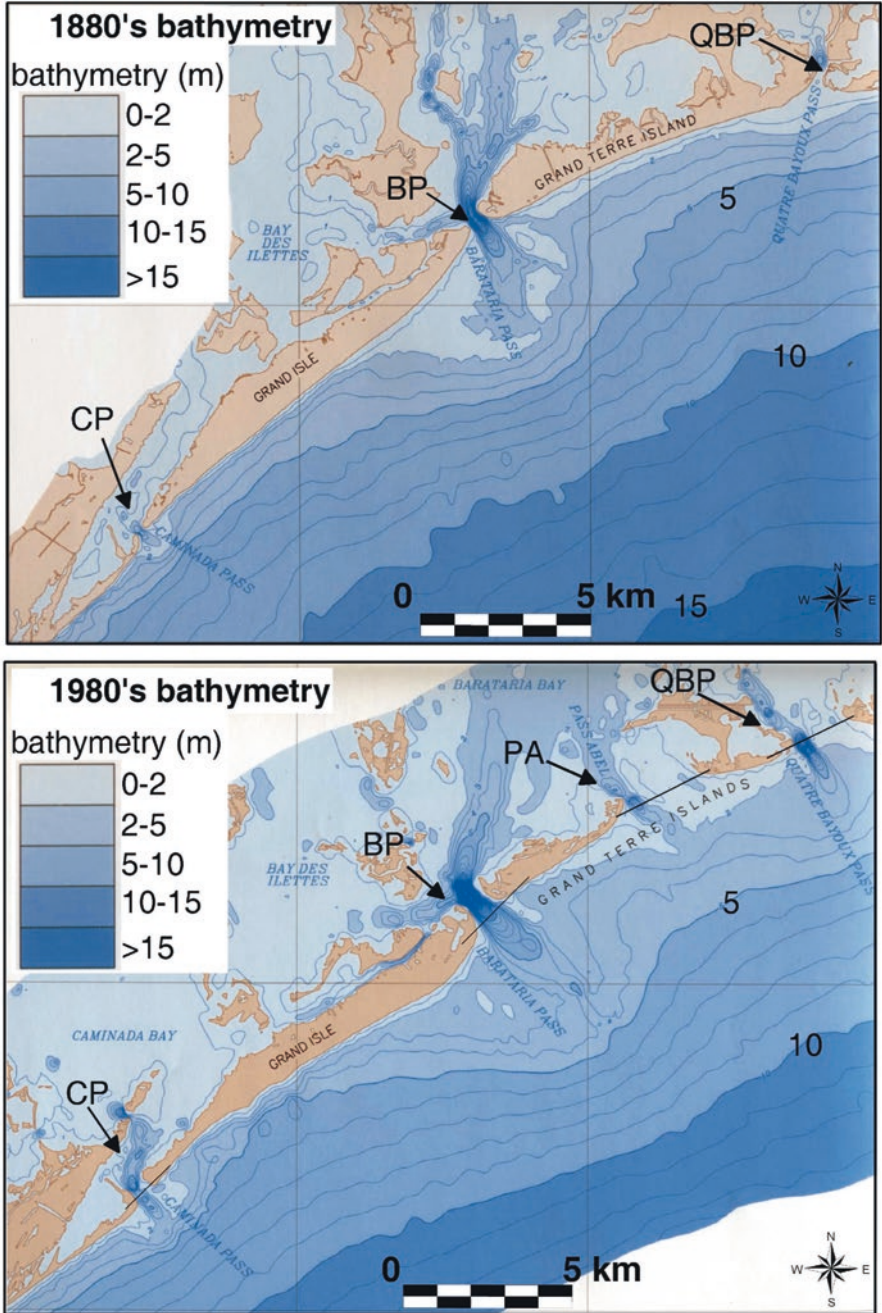 1880's bathymetry
bathymetry (m)
0-2
2-5
5-10
10-15
>15
QBP
QUATRE BAYOUX PASS
GRAND TERRE ISLAND
BP
BAY
DES
ILETTES
BARATARIA PASS
5
GRAND ISLE
10
CP
CAMINADA PASS
0 5 km
15
N
W E
S
1980's bathymetry
bathymetry (m)
0-2
2-5
5-10
10-15
>15
BARATARIA BAY
QBP
PA
PASS ABEL
QUATRE BAYOUX PASS
GRAND TERRE ISLANDS
BP
BAY DES
ILETTES
5
BARATARIA PASS
CAMINADA BAY
GRAND ISLE
10
CP
CAMINADA PASS
0 5 km
N
W E
S